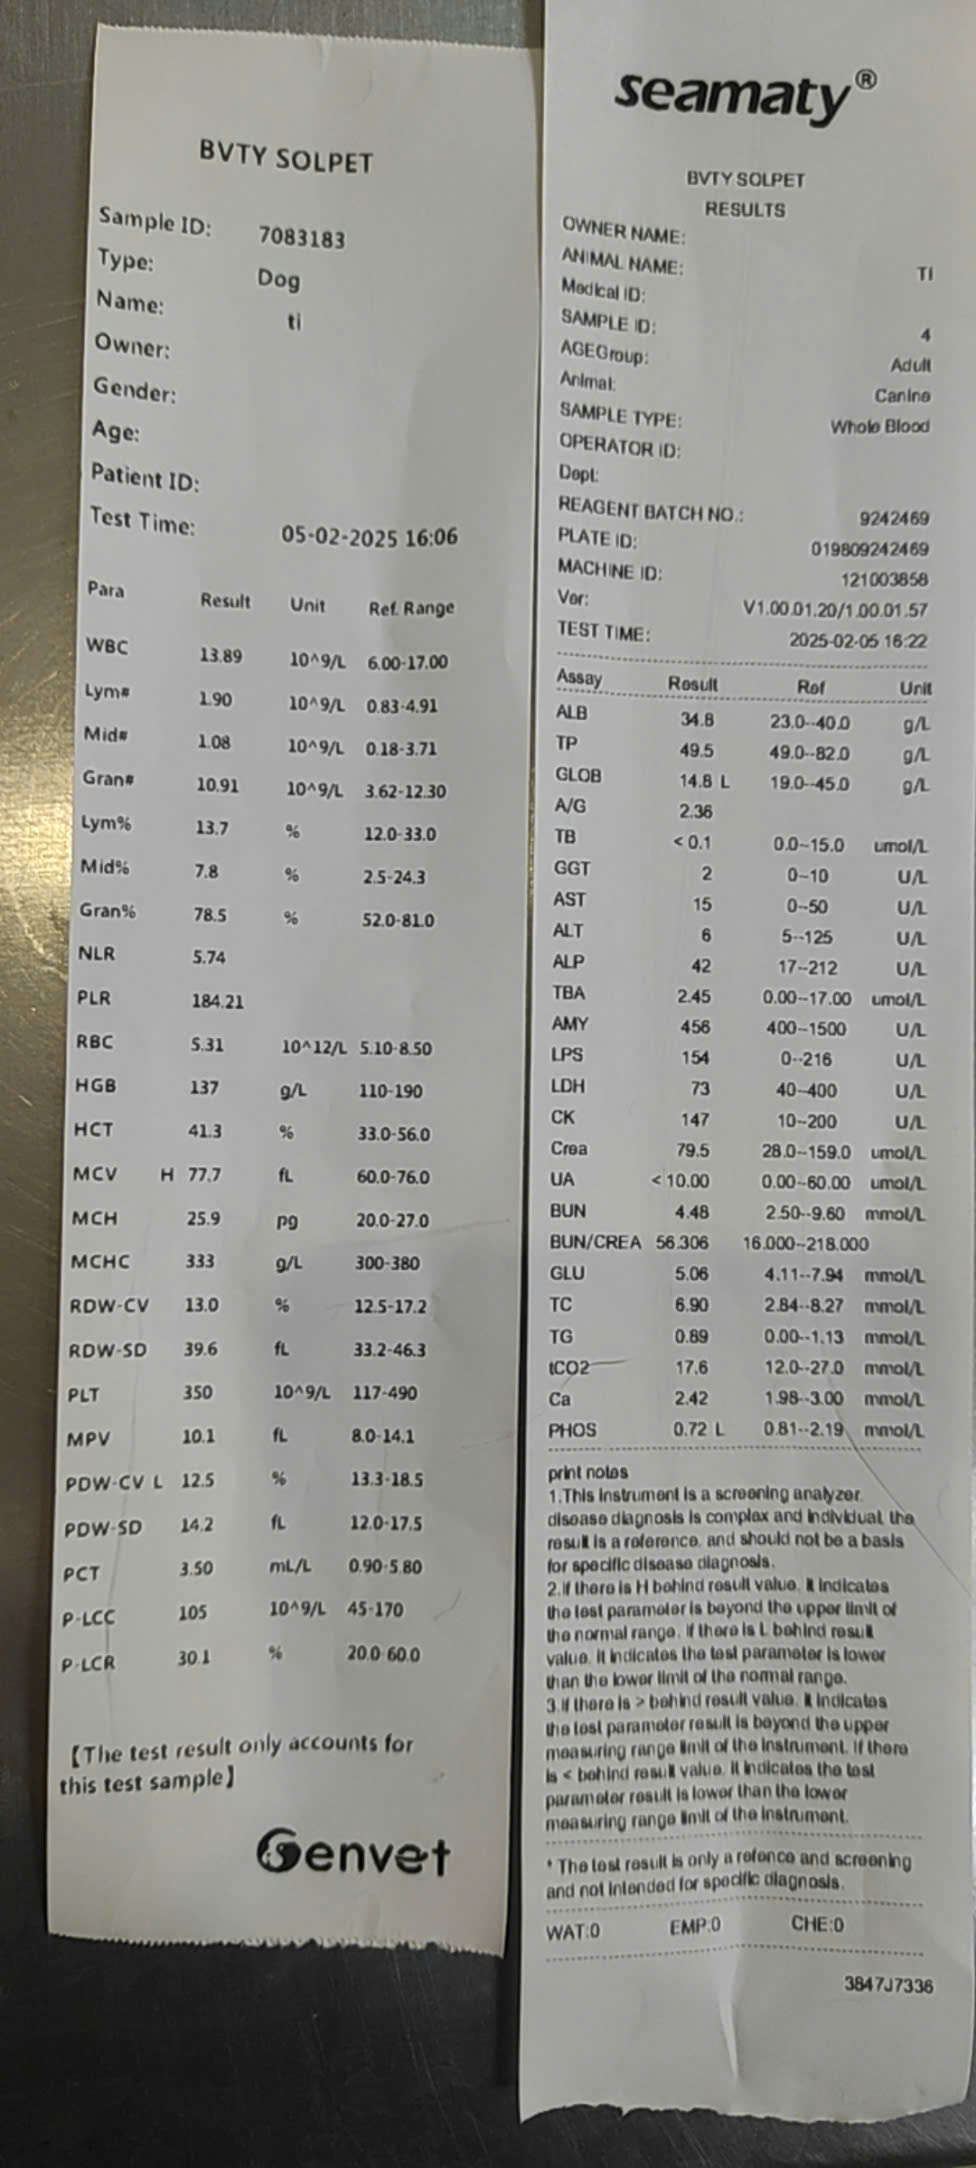 BVTY SOLPET
Sample ID: 7083183
Type: Dog
Name: ti
Owner:
Gender:
Age:
Patient ID:
Test Time: 05-02-2025 16:06
Para Result Unit Ref. Range
WBC 13.89 10^9/L 6.00-17.00
Lym# 1.90 10^9/L 0.83-4.91
Mid# 1.08 10^9/L 0.18-3.71
Gran# 10.91 10^9/L 3.62-12.30
Lym% 13.7 % 12.0-33.0
Mid% 7.8 % 2.5-24.3
Gran% 78.5 % 52.0-81.0
NLR 5.74
PLR 184.21
RBC 5.31 10^12/L 5.10-8.50
HGB 137 g/L 110-190
HCT 41.3 % 33.0-56.0
MCV H 77.7 fL 60.0-76.0
MCH 25.9 pg 20.0-27.0
MCHC 333 g/L 300-380
RDW-CV 13.0 % 12.5-17.2
RDW-SD 39.6 fL 33.2-46.3
PLT 350 10^9/L 117-490
MPV 10.1 fL 8.0-14.1
PDW-CV L 12.5 % 13.3-18.5
PDW-SD 14.2 fL 12.0-17.5
PCT 3.50 mL/L 0.90-5.80
P-LCC 105 10^9/L 45-170
P-LCR 30.1 % 20.0-60.0
【The test result only accounts for
this test sample】
Genvet
seamaty®
BVTY SOLPET
RESULTS
OWNER NAME:
ANIMAL NAME: TI
Medical ID:
SAMPLE ID: 4
AGEGroup: Adult
Animal: Canine
SAMPLE TYPE: Whole Blood
OPERATOR ID:
Dept:
REAGENT BATCH NO.: 9242469
PLATE ID: 019809242469
MACHINE ID: 121003858
Ver: V1.00.01.20/1.00.01.57
TEST TIME: 2025-02-05 16:22
Assay Result Ref Unit
ALB 34.8 23.0--40.0 g/L
TP 49.5 49.0--82.0 g/L
GLOB 14.8 L 19.0--45.0 g/L
A/G 2.36
TB < 0.1 0.0--15.0 umol/L
GGT 2 0--10 U/L
AST 15 0--50 U/L
ALT 6 5--125 U/L
ALP 42 17--212 U/L
TBA 2.45 0.00--17.00 umol/L
AMY 456 400--1500 U/L
LPS 154 0--216 U/L
LDH 73 40--400 U/L
CK 147 10--200 U/L
Crea 79.5 28.0--159.0 umol/L
UA < 10.00 0.00--60.00 umol/L
BUN 4.48 2.50--9.60 mmol/L
BUN/CREA 56.306 16.000--218.000
GLU 5.06 4.11--7.94 mmol/L
TC 6.90 2.84--8.27 mmol/L
TG 0.89 0.00--1.13 mmol/L
tCO2 17.6 12.0--27.0 mmol/L
Ca 2.42 1.98--3.00 mmol/L
PHOS 0.72 L 0.81--2.19 mmol/L
print notes
1.This instrument is a screening analyzer.
disease diagnosis is complex and individual, the
result is a reference, and should not be a basis
for specific disease diagnosis.
2.if there is H behind result value, it indicates
the test parameter is beyond the upper limit of
the normal range. if there is L behind result
value, it indicates the test parameter is lower
than the lower limit of the normal range.
3.if there is > behind result value, it indicates
the test parameter result is beyond the upper
measuring range limit of the instrument. If there
is < behind result value, it indicates the test
parameter result is lower than the lower
measuring range limit of the instrument.
* The test result is only a refence and screening
and not intended for specific diagnosis.
WAT:0 EMP:0 CHE:0
3847J7336